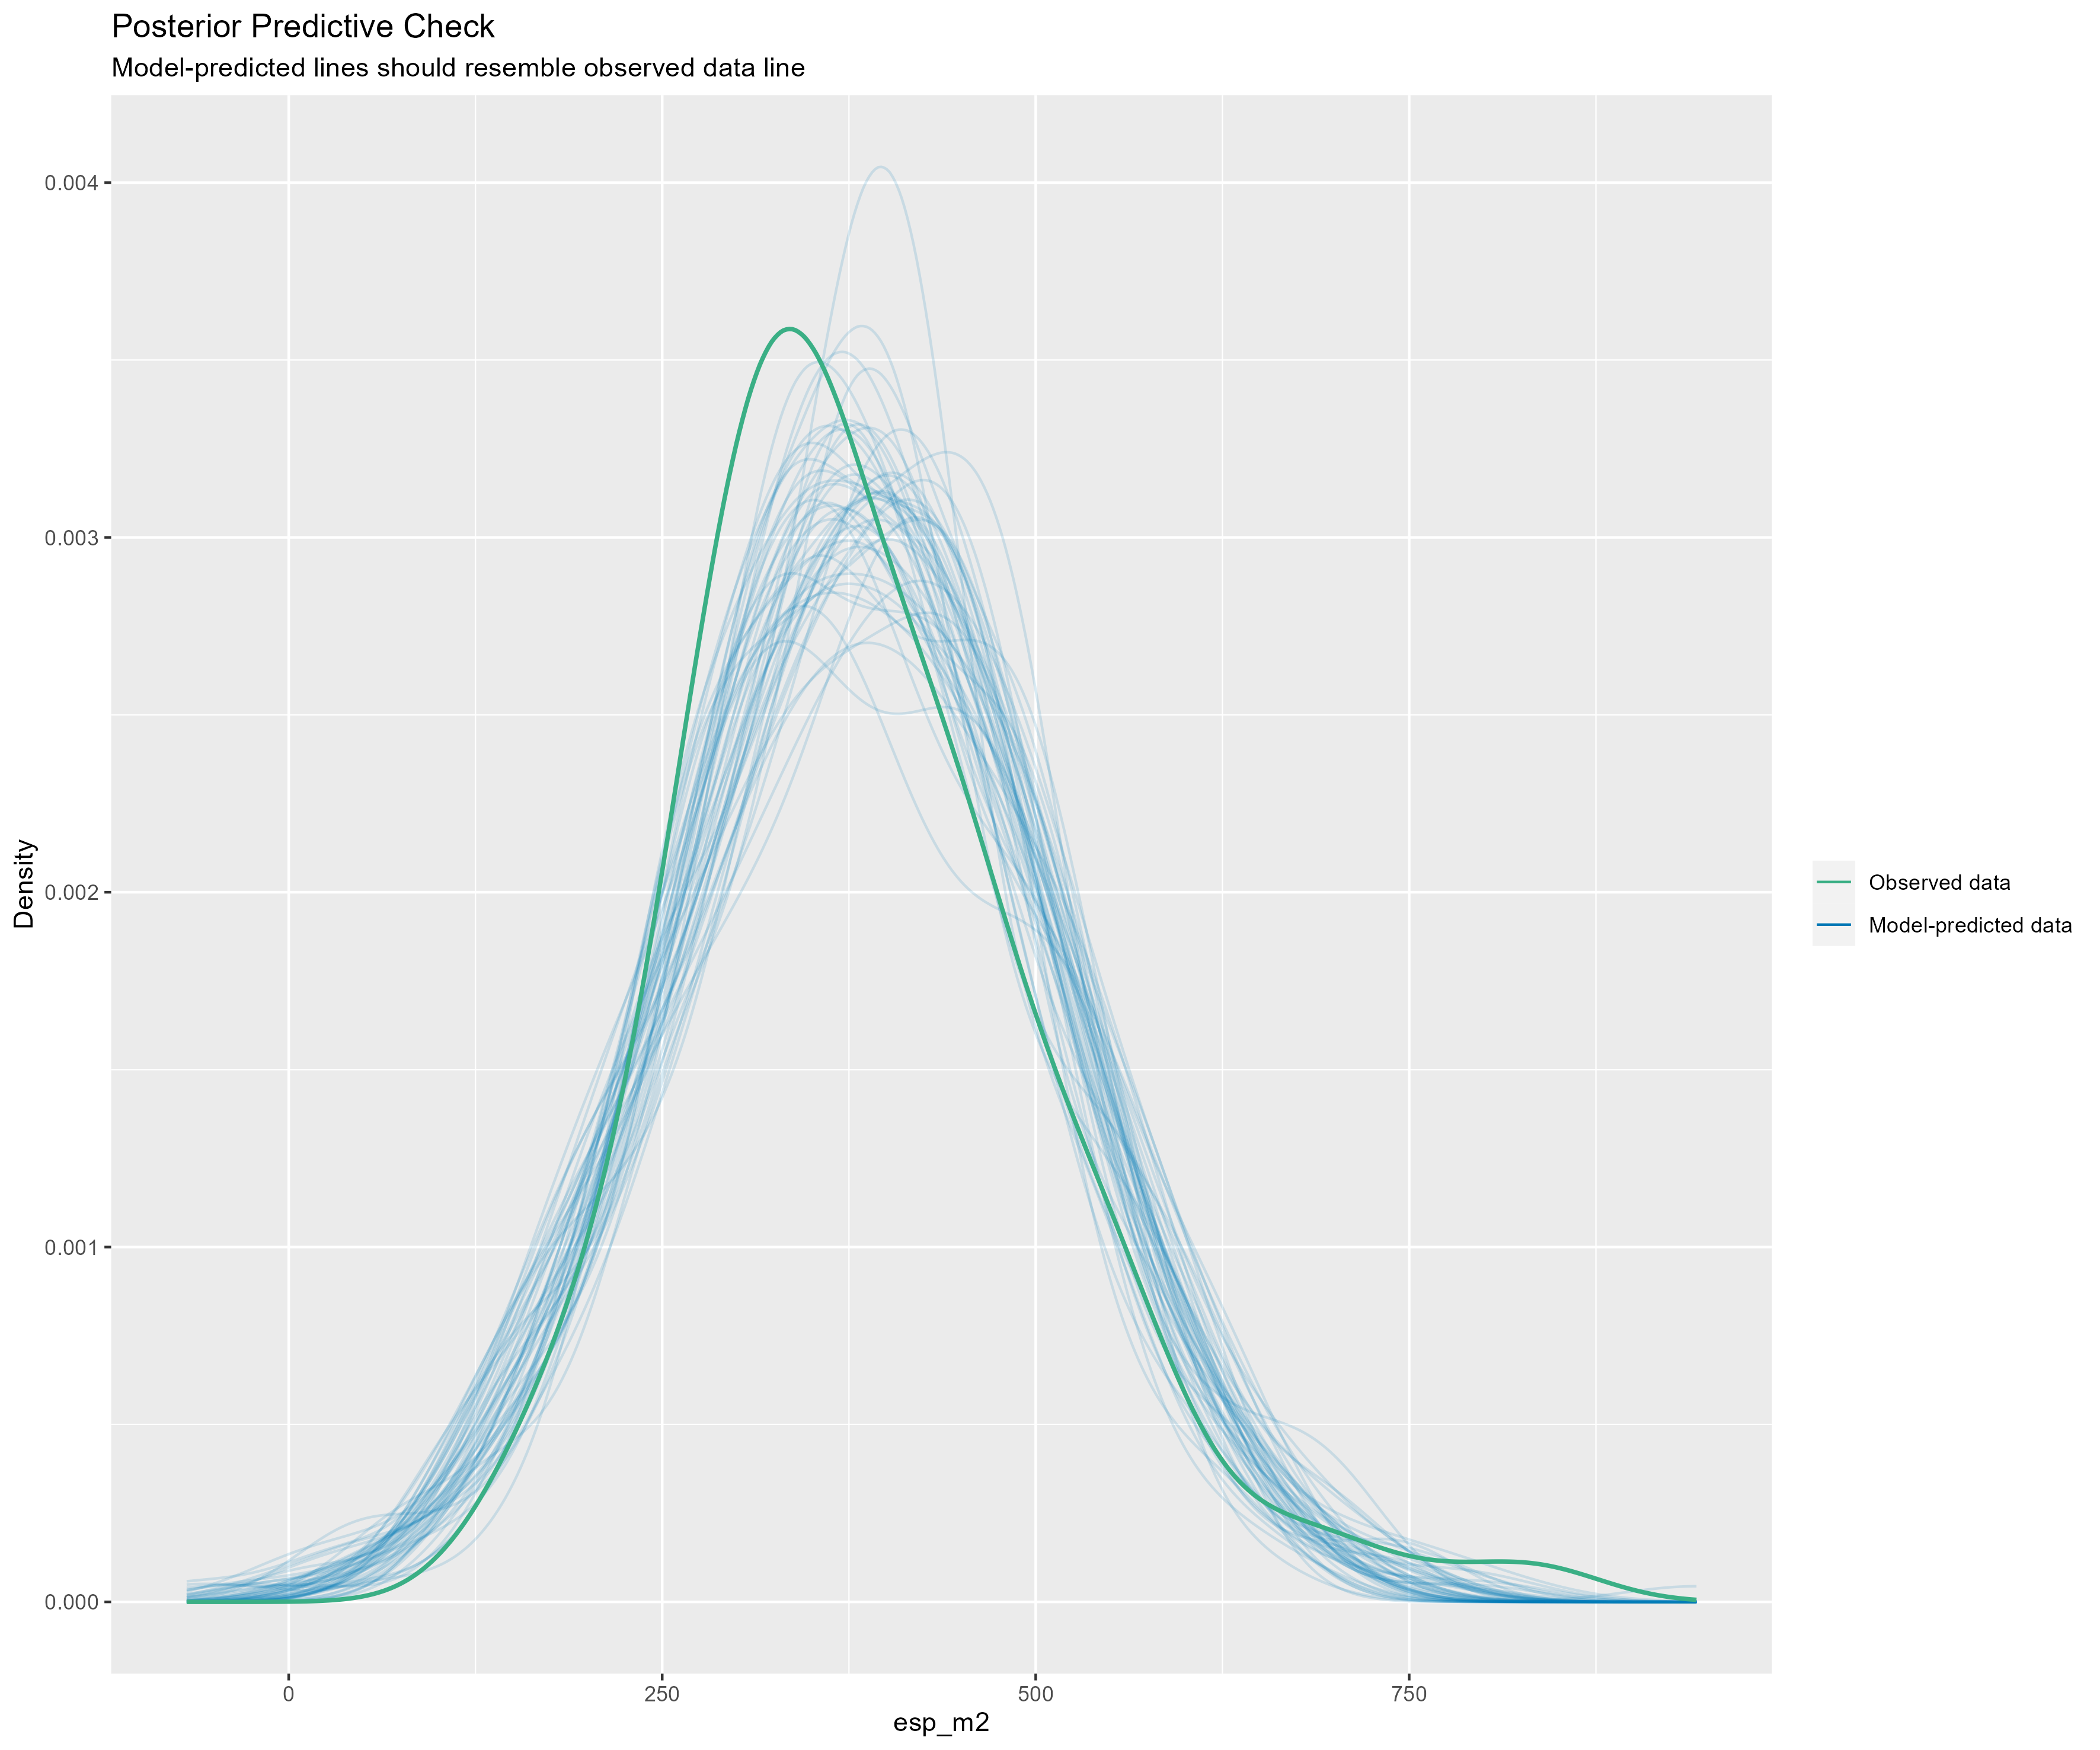 Posterior Predictive Check
Model-predicted lines should resemble observed data line
0.004
0.003
0.002
0.001
0.000
Density
0
250
500
750
esp_m2
Observed data
Model-predicted data